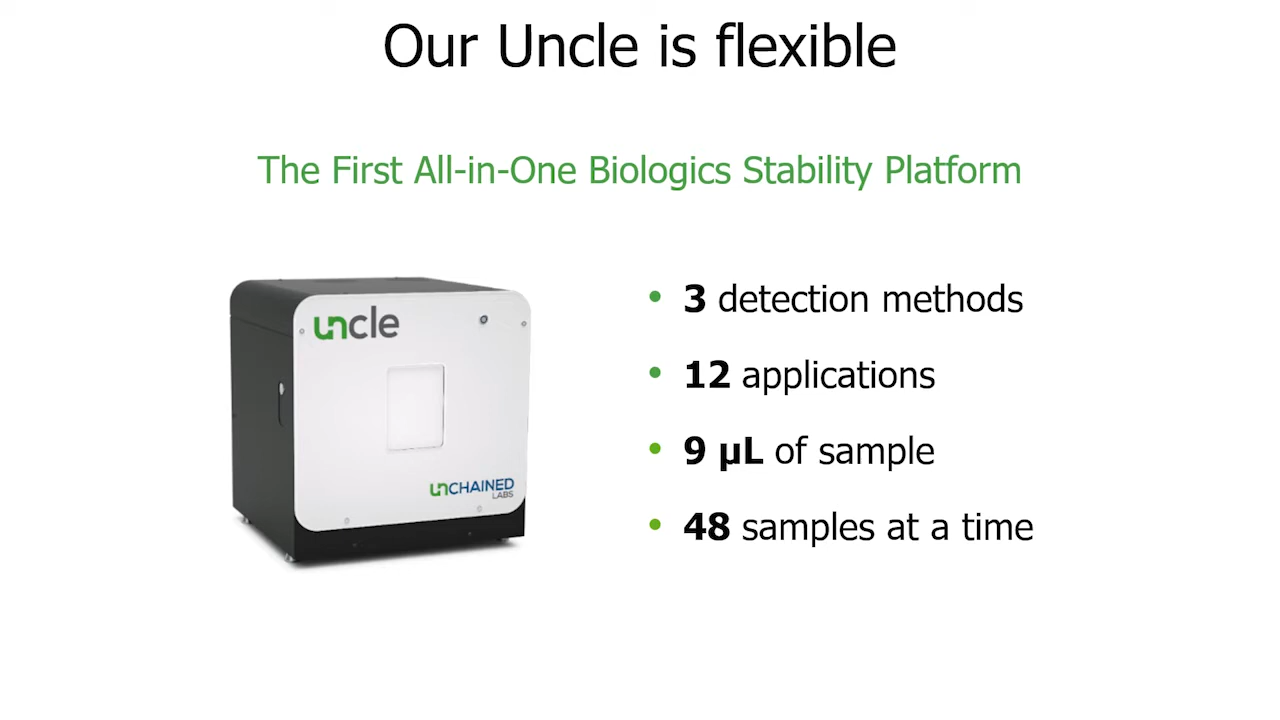 Our Uncle is flexible
The First All-in-One Biologics Stability Platform
uncle
UNCHAINED
LABS
• 3 detection methods
• 12 applications
• 9 µL of sample
• 48 samples at a time